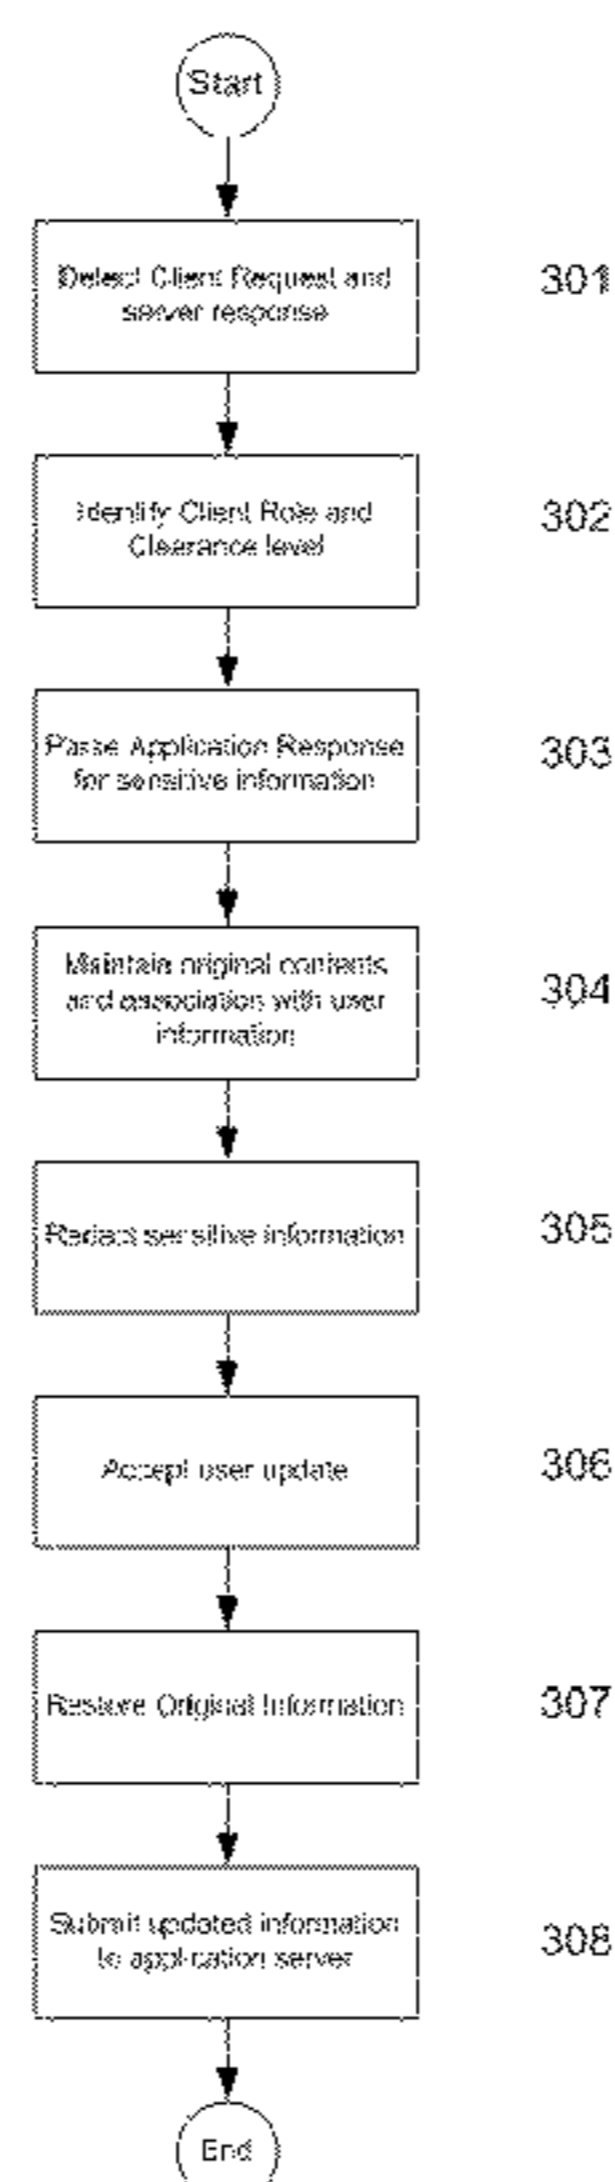 Start
Detect Client Request and
server response
301
Identify Client Role and
Clearance level
302
Parse Application Response
for sensitive information
303
Maintain original contents
and association with user
information
304
Redact sensitive information
305
Accept user update
306
Restore Original Information
307
Submit updated information
to application server
308
End